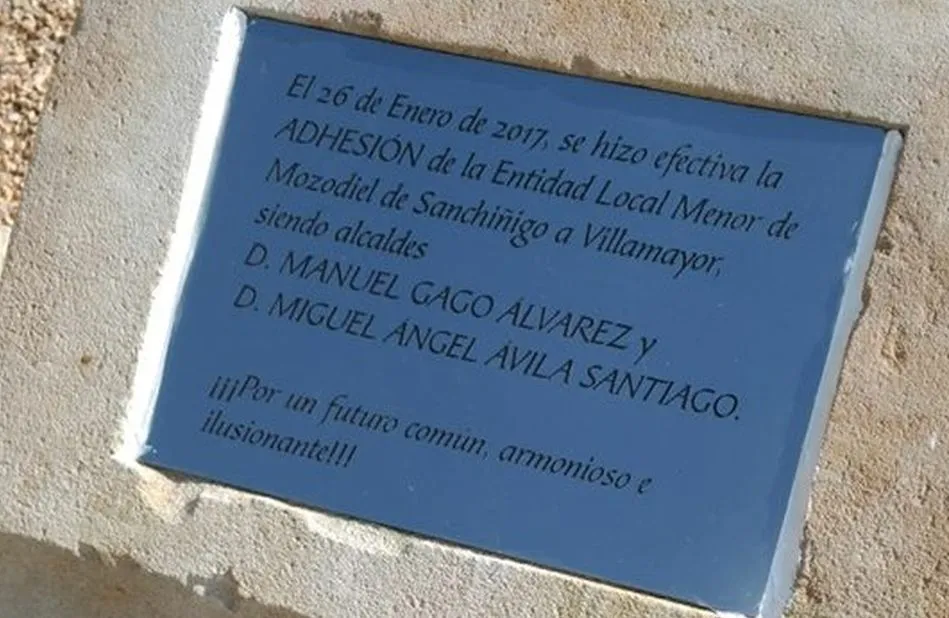 El 26 de Enero de 2017, se hizo efectiva la
ADHESIÓN de la Entidad Local Menor de
Mozodiel de Sanchiñigo a Villamayor,
siendo alcaldes
D. MANUEL GAGO ÁLVAREZ y
D. MIGUEL ÁNGEL ÁVILA SANTIAGO.
¡¡¡Por un futuro común, armonioso e
ilusionante!!!